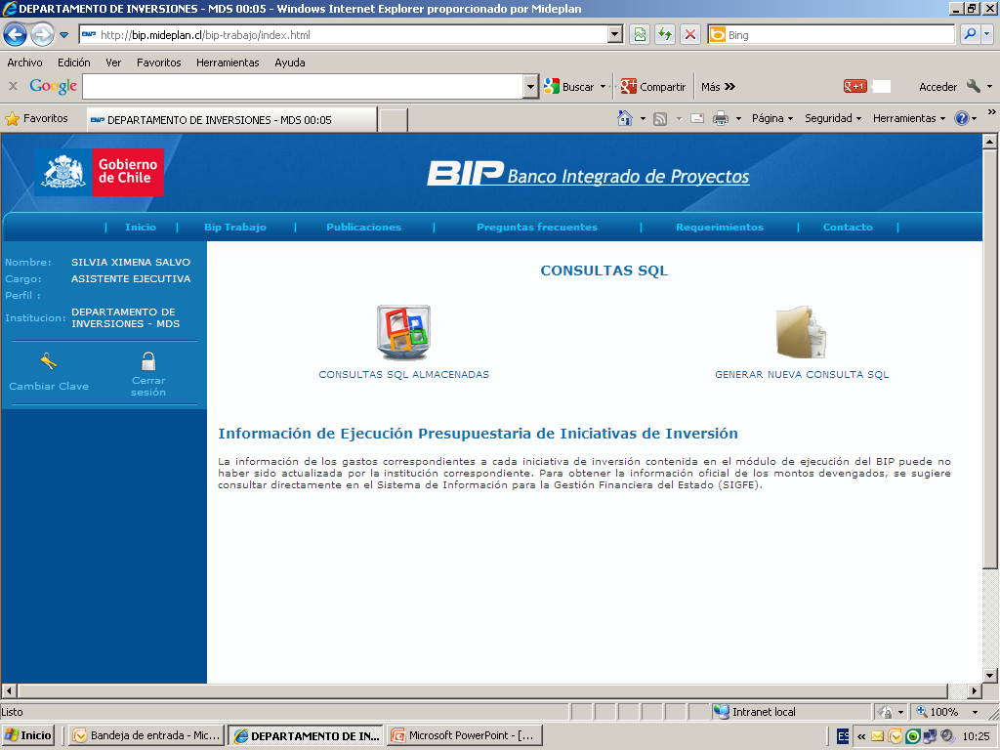 DEPARTAMENTO DE INVERSIONES - MDS 00:05 - Windows Internet Explorer proporcionado por Mideplan
http://bip.mideplan.cl/bip-trabajo/index.html
Bing
Archivo Edición Ver Favoritos Herramientas Ayuda
Google Buscar Compartir Más +1 Acceder
Favoritos DEPARTAMENTO DE INVERSIONES - MDS 00:05 Página Seguridad Herramientas
Gobierno
de Chile
BIP Banco Integrado de Proyectos
| Inicio | Bip Trabajo | Publicaciones | Preguntas frecuentes | Requerimientos | Contacto |
Nombre: SILVIA XIMENA SALVO
Cargo: ASISTENTE EJECUTIVA
Perfil :
Institucion: DEPARTAMENTO DE
INVERSIONES - MDS
Cambiar Clave
Cerrar
sesión
CONSULTAS SQL
CONSULTAS SQL ALMACENADAS
GENERAR NUEVA CONSULTA SQL
Información de Ejecución Presupuestaria de Iniciativas de Inversión
La información de los gastos correspondientes a cada iniciativa de inversión contenida en el módulo de ejecución del BIP puede no
haber sido actualizada por la institución correspondiente. Para obtener la información oficial de los montos devengados, se sugiere
consultar directamente en el Sistema de Información para la Gestión Financiera del Estado (SIGFE).
Listo Intranet local 100%
Inicio Bandeja de entrada - Mic... DEPARTAMENTO DE IN... Microsoft PowerPoint - [... ES 10:25